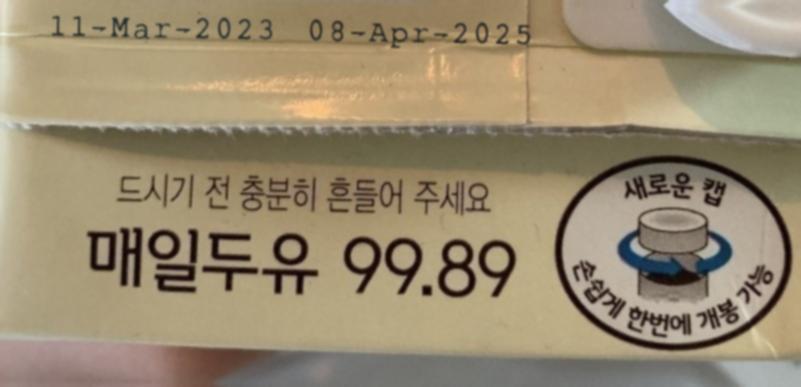 11-Mar-2023 08-Apr-2025
드시기 전 충분히 흔들어 주세요
매일두유 99.89
새로운 캡
손쉽게 한번에 개봉 가능